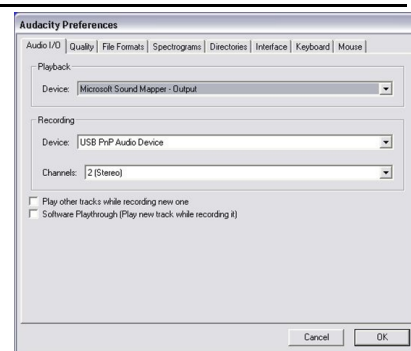 Audacity Preferences
Audio I/O Quality File Formats Spectrograms Directories Interface Keyboard Mouse
Playback
Device: Microsoft Sound Mapper - Output
Recording
Device: USB PnP Audio Device
Channels: 2 (Stereo)
Play other tracks while recording new one
Software Playthrough (Play new track while recording it)
Cancel OK